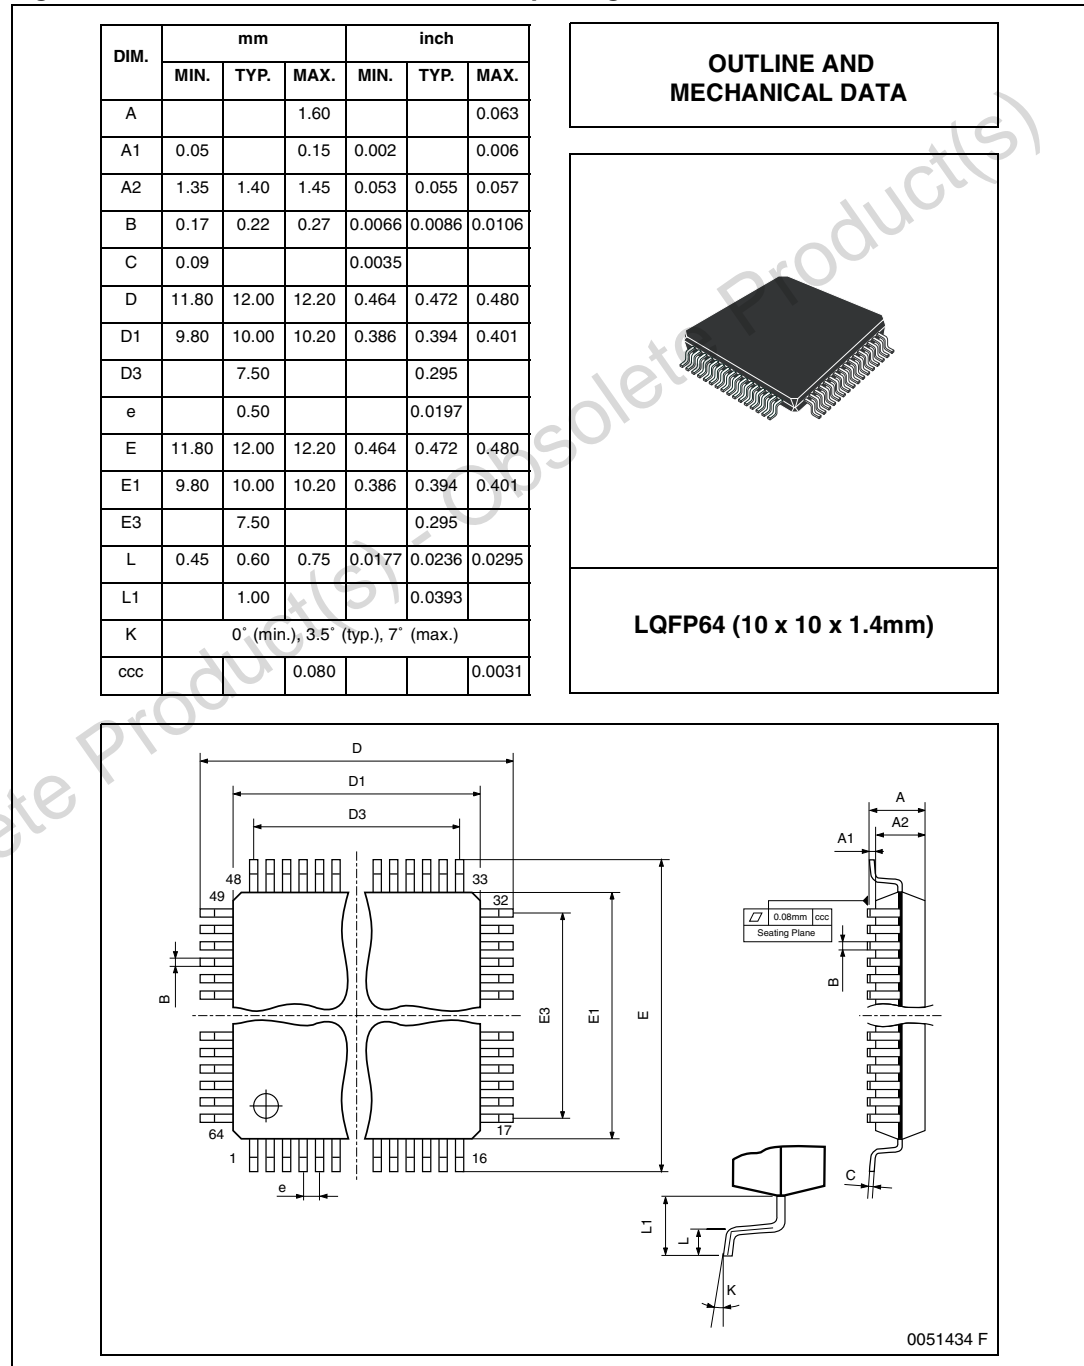 DIM. mm inch
MIN. TYP. MAX. MIN. TYP. MAX.
A 1.60 0.063
A1 0.05 0.15 0.002 0.006
A2 1.35 1.40 1.45 0.053 0.055 0.057
B 0.17 0.22 0.27 0.0066 0.0086 0.0106
C 0.09 0.0035
D 11.80 12.00 12.20 0.464 0.472 0.480
D1 9.80 10.00 10.20 0.386 0.394 0.401
D3 7.50 0.295
e 0.50 0.0197
E 11.80 12.00 12.20 0.464 0.472 0.480
E1 9.80 10.00 10.20 0.386 0.394 0.401
E3 7.50 0.295
L 0.45 0.60 0.75 0.0177 0.0236 0.0295
L1 1.00 0.0393
K 0˚ (min.), 3.5˚ (typ.), 7˚ (max.)
ccc 0.080 0.0031
OUTLINE AND
MECHANICAL DATA
LQFP64 (10 x 10 x 1.4mm)
D
D1
D3
48
33
49
32
B
E3
E1
E
64
17
1
16
e
A
A2
A1
0.08mm ccc
Seating Plane
B
C
L1
L
K
0051434 F
ete Product(s) - Obsolete Product(s)